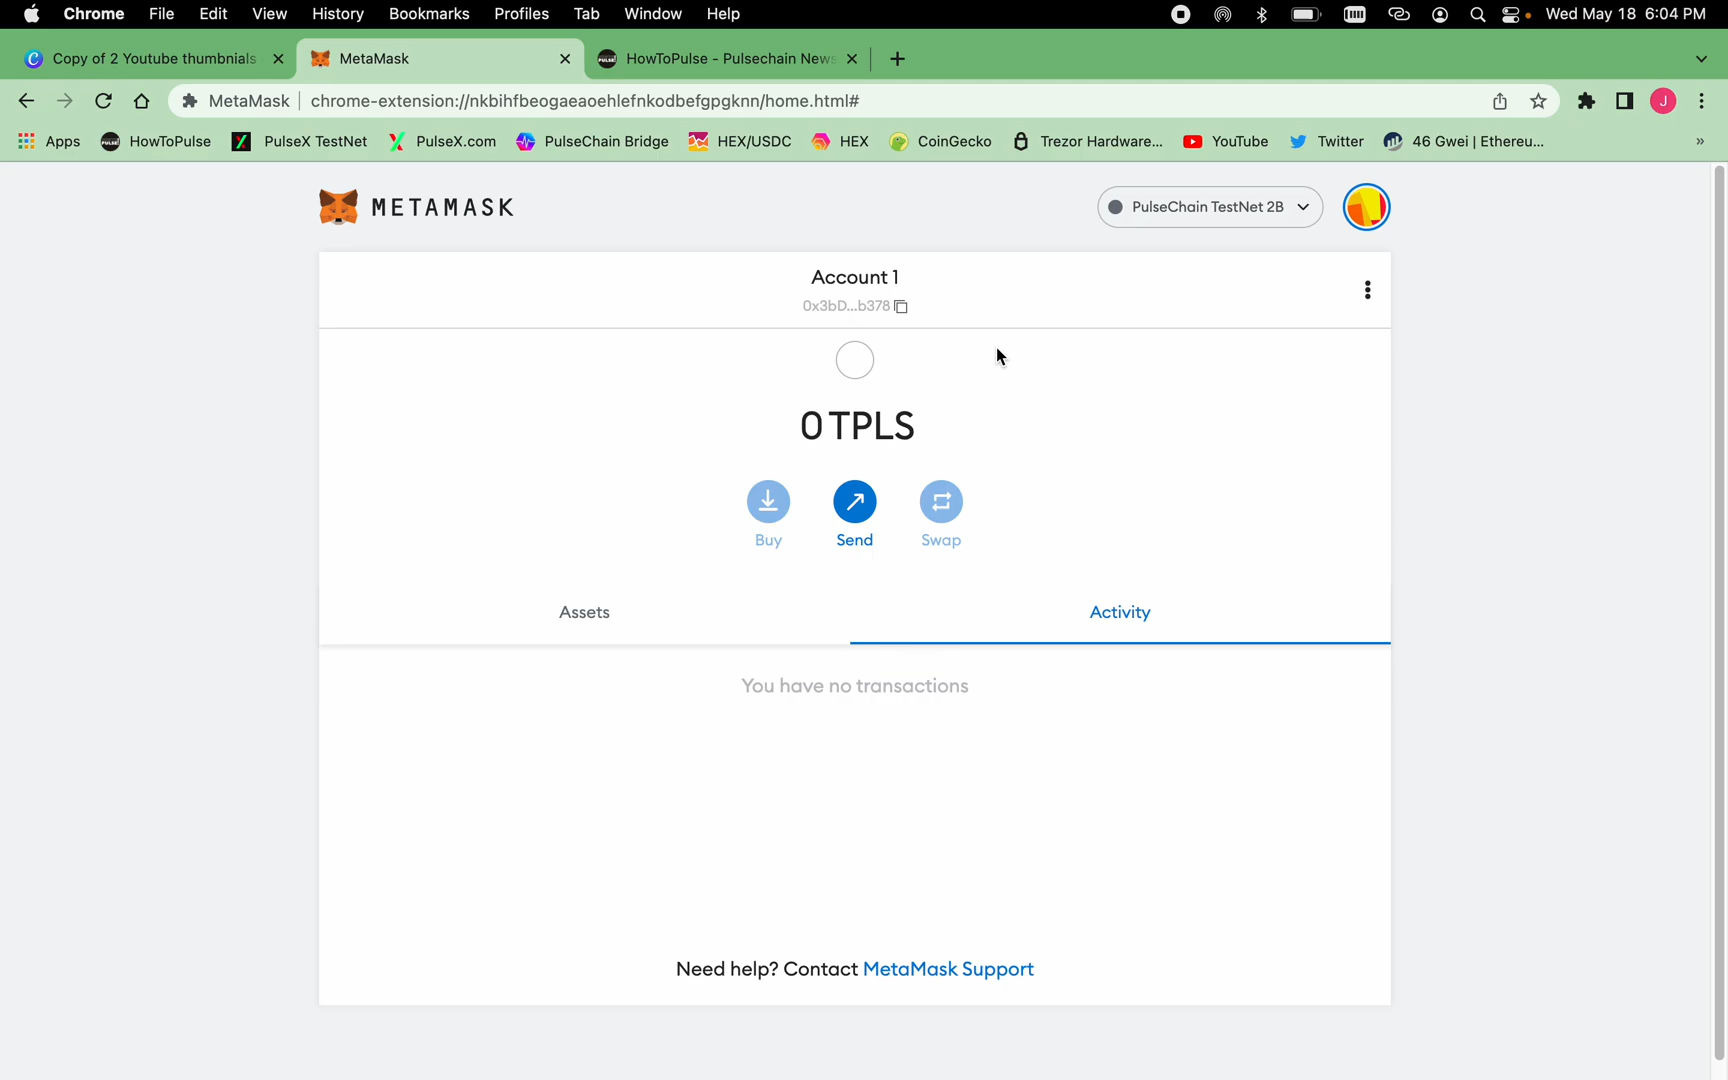 Chrome File Edit View History Bookmarks Profiles Tab Window Help Wed May 18 6:04 PM
Copy of 2 Youtube thumbnials MetaMask HowToPulse - Pulsechain News
MetaMask chrome-extension://nkbihfbeogaeaoehlefnkodbefgpgknn/home.html# J
Apps HowToPulse PulseX TestNet PulseX.com PulseChain Bridge HEX/USDC HEX CoinGecko Trezor Hardware... YouTube Twitter 46 Gwei | Ethereu... »
METAMASK PulseChain TestNet 2B
Account 1
0x3bD...b378
0 TPLS
Buy Send Swap
Assets Activity
You have no transactions
Need help? Contact MetaMask Support